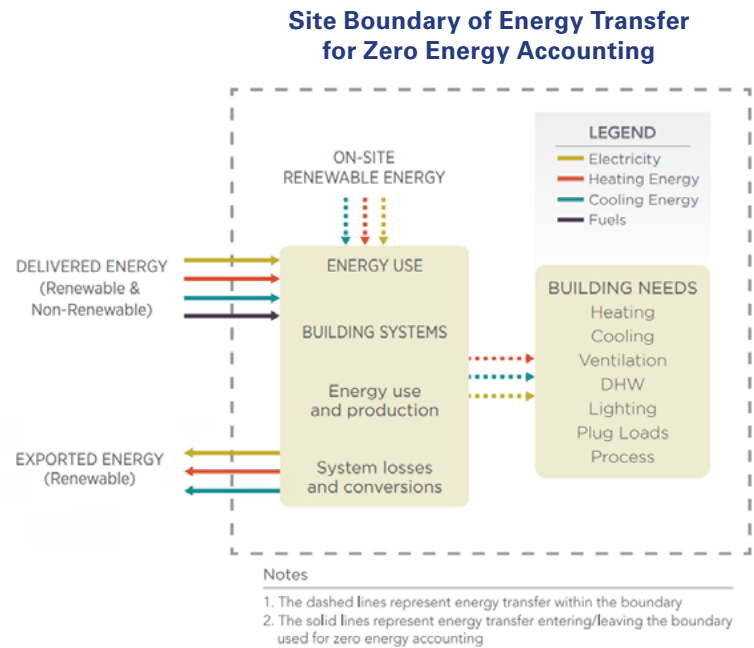 Site Boundary of Energy Transfer
for Zero Energy Accounting
LEGEND
Electricity
Heating Energy
Cooling Energy
Fuels
ON-SITE
RENEWABLE ENERGY
DELIVERED ENERGY
(Renewable &
Non-Renewable)
ENERGY USE
BUILDING SYSTEMS
Energy use
and production
System losses
and conversions
BUILDING NEEDS
Heating
Cooling
Ventilation
DHW
Lighting
Plug Loads
Process
EXPORTED ENERGY
(Renewable)
Notes
1. The dashed lines represent energy transfer within the boundary
2. The solid lines represent energy transfer entering/leaving the boundary
used for zero energy accounting